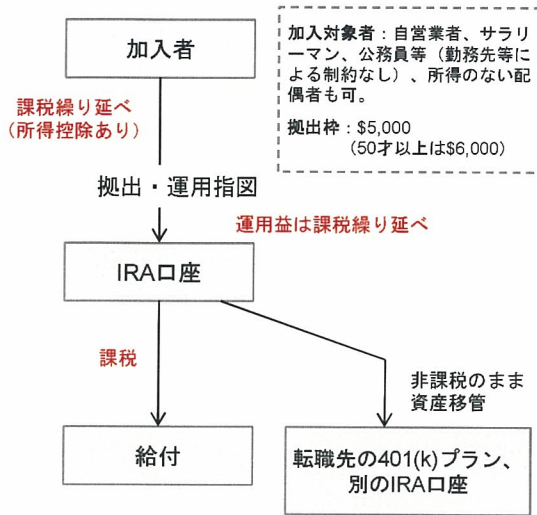 加入者
加入対象者：自営業者、サラリ
ーマン、公務員等（勤務先等に
よる制約なし）、所得のない配
偶者も可。
拠出枠：$5,000
（50才以上は$6,000）
課税繰り延べ
（所得控除あり）
拠出・運用指図
運用益は課税繰り延べ
IRA口座
課税
非課税のまま
資産移管
給付
転職先の401(k)プラン、
別のIRA口座